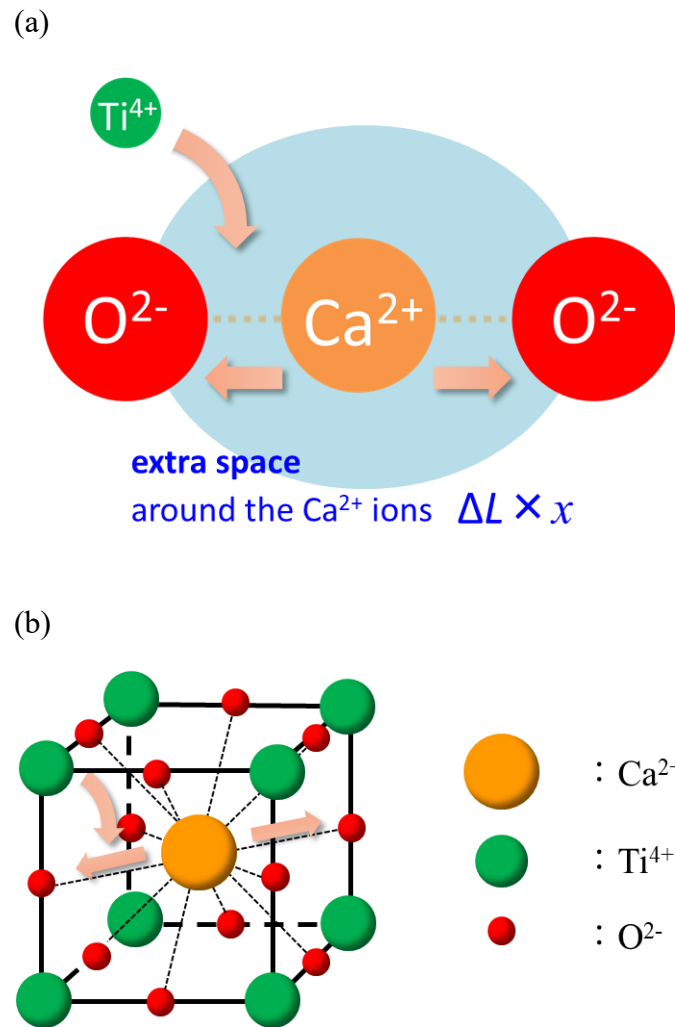 (a)
Ti⁴⁺
O²⁻ Ca²⁺ O²⁻
extra space
around the Ca²⁺ ions ΔL × x
(b)
: Ca²⁻
: Ti⁴⁺
: O²⁻